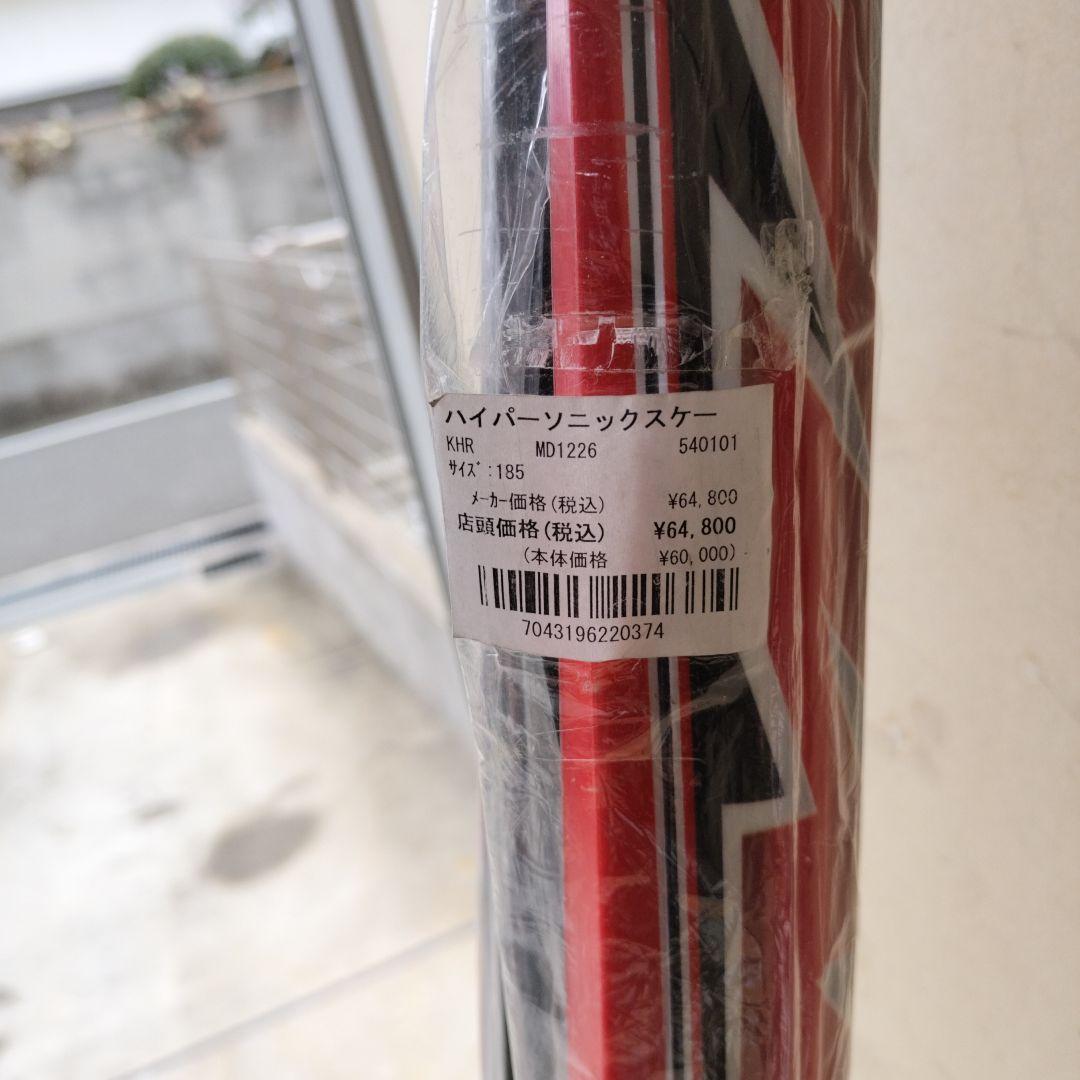 ハイパーソニックスケー
KHR MD1226 540101
ｻｲｽﾞ:185
ﾒｰｶｰ価格(税込) ¥64,800
店頭価格(税込) ¥64,800
(本体価格 ¥60,000)
7043196220374